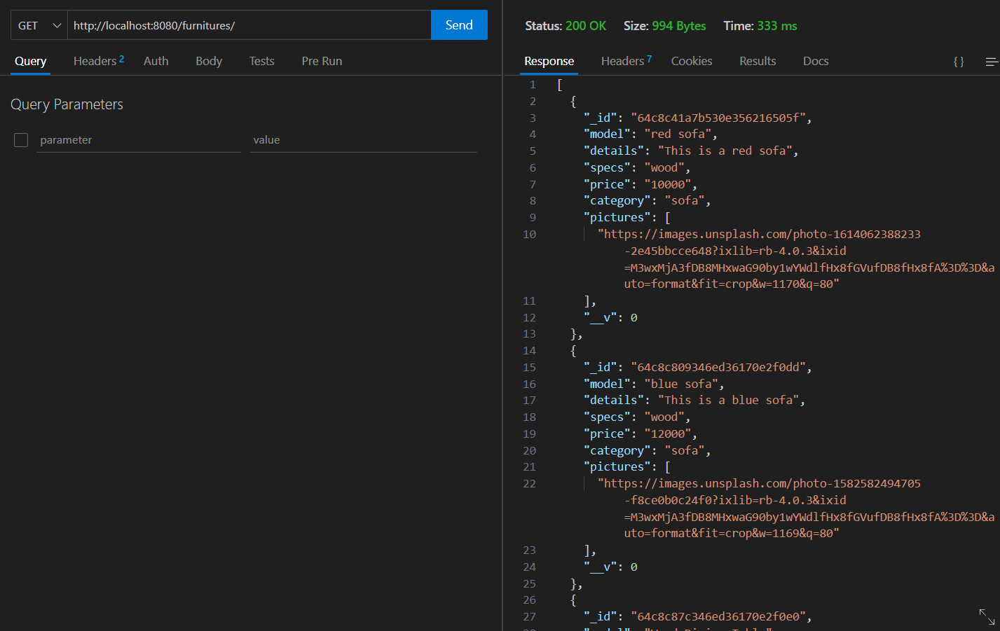 GET http://localhost:8080/furnitures/ Send
Query Headers 2 Auth Body Tests Pre Run
Query Parameters
parameter value
Status: 200 OK Size: 994 Bytes Time: 333 ms
Response Headers 7 Cookies Results Docs { }
1 [
2 {
3 "_id": "64c8c41a7b530e356216505f",
4 "model": "red sofa",
5 "details": "This is a red sofa",
6 "specs": "wood",
7 "price": "10000",
8 "category": "sofa",
9 "pictures": [
10 "https://images.unsplash.com/photo-1614062388233
-2e45bbcce648?ixlib=rb-4.0.3&ixid
=M3wxMjA3fDB8MHxwaG90by1wYWdlfHx8fGVufDB8fHx8fA%3D%3D&a
uto=format&fit=crop&w=1170&q=80"
11 ],
12 "__v": 0
13 },
14 {
15 "_id": "64c8c809346ed36170e2f0dd",
16 "model": "blue sofa",
17 "details": "This is a blue sofa",
18 "specs": "wood",
19 "price": "12000",
20 "category": "sofa",
21 "pictures": [
22 "https://images.unsplash.com/photo-1582582494705
-f8ce0b0c24f0?ixlib=rb-4.0.3&ixid
=M3wxMjA3fDB8MHxwaG90by1wYWdlfHx8fGVufDB8fHx8fA%3D%3D&a
uto=format&fit=crop&w=1169&q=80"
23 ],
24 "__v": 0
25 },
26 {
27 "_id": "64c8c87c346ed36170e2f0e0",